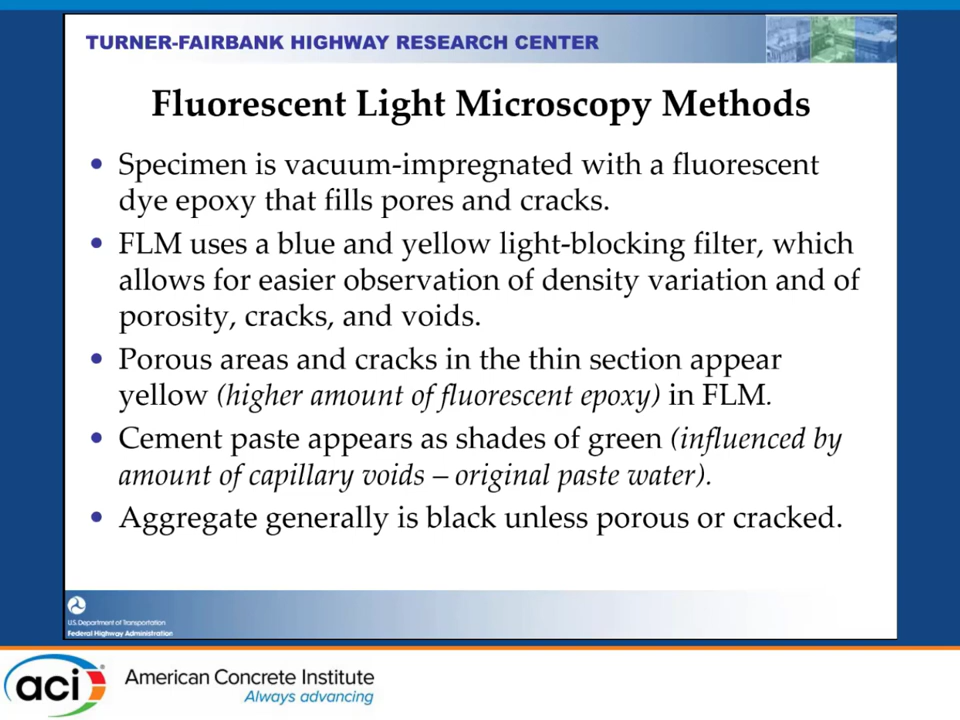 TURNER-FAIRBANK HIGHWAY RESEARCH CENTER
Fluorescent Light Microscopy Methods
• Specimen is vacuum-impregnated with a fluorescent
dye epoxy that fills pores and cracks.
• FLM uses a blue and yellow light-blocking filter, which
allows for easier observation of density variation and of
porosity, cracks, and voids.
• Porous areas and cracks in the thin section appear
yellow (higher amount of fluorescent epoxy) in FLM.
• Cement paste appears as shades of green (influenced by
amount of capillary voids – original paste water).
• Aggregate generally is black unless porous or cracked.
U.S. Department of Transportation
Federal Highway Administration
aci®
American Concrete Institute
Always advancing